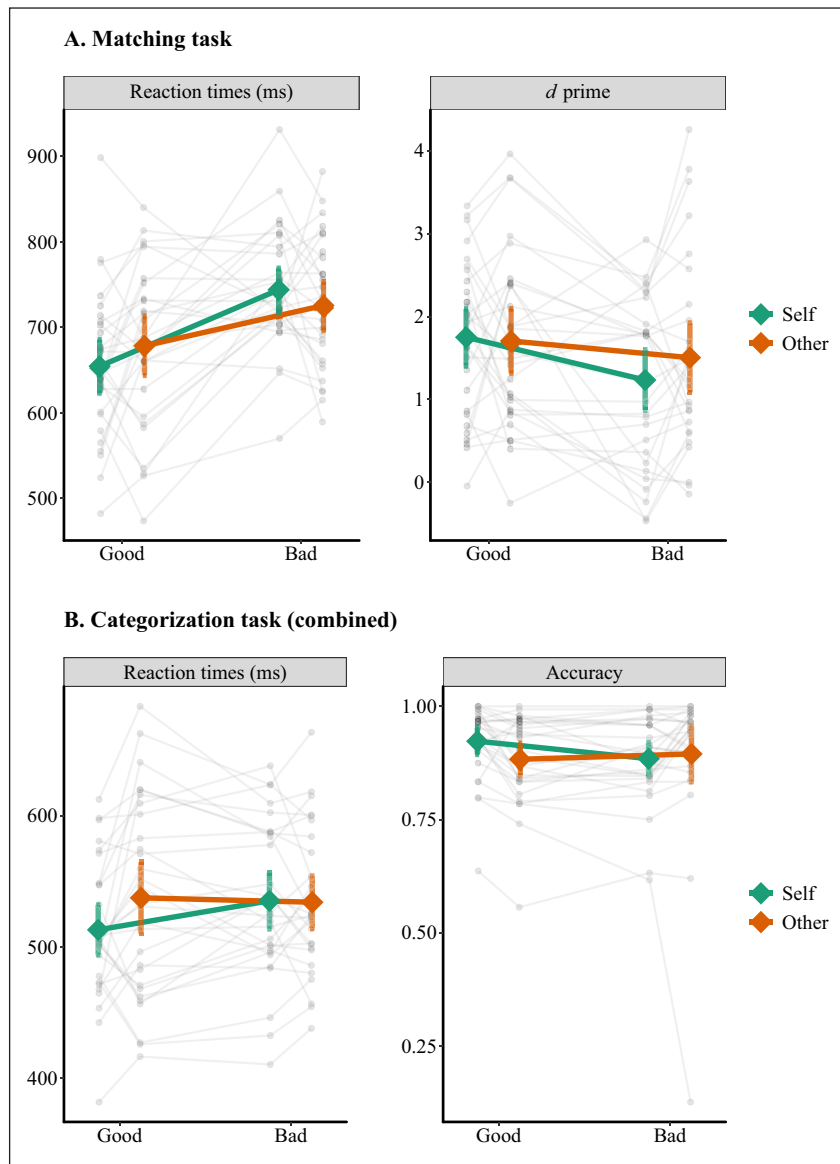 A. Matching task
Reaction times (ms)
d prime
900
800
700
600
500
4
3
2
1
0
Good
Bad
Good
Bad
Self
Other
B. Categorization task (combined)
Reaction times (ms)
Accuracy
600
500
400
1.00
0.75
0.50
0.25
Good
Bad
Good
Bad
Self
Other